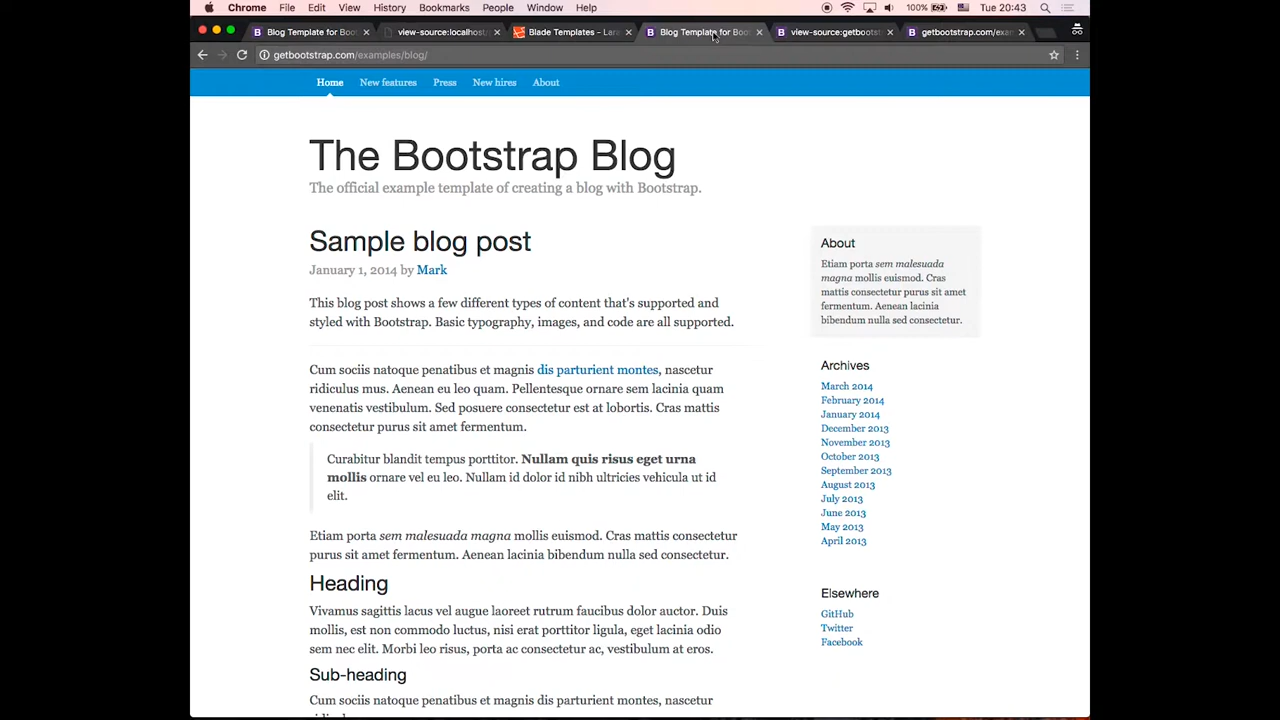 Chrome File Edit View History Bookmarks People Window Help 100% Tue 20:43
Blog Template for Boo view-source:localhost/ Blade Templates - Lara Blog Template for Boot view-source:getbootst getbootstrap.com/exam
getbootstrap.com/examples/blog/
Home New features Press New hires About
The Bootstrap Blog
The official example template of creating a blog with Bootstrap.
Sample blog post
January 1, 2014 by Mark
This blog post shows a few different types of content that's supported and
styled with Bootstrap. Basic typography, images, and code are all supported.
Cum sociis natoque penatibus et magnis dis parturient montes, nascetur
ridiculus mus. Aenean eu leo quam. Pellentesque ornare sem lacinia quam
venenatis vestibulum. Sed posuere consectetur est at lobortis. Cras mattis
consectetur purus sit amet fermentum.
Curabitur blandit tempus porttitor. Nullam quis risus eget urna
mollis ornare vel eu leo. Nullam id dolor id nibh ultricies vehicula ut id
elit.
Etiam porta sem malesuada magna mollis euismod. Cras mattis consectetur
purus sit amet fermentum. Aenean lacinia bibendum nulla sed consectetur.
Heading
Vivamus sagittis lacus vel augue laoreet rutrum faucibus dolor auctor. Duis
mollis, est non commodo luctus, nisi erat porttitor ligula, eget lacinia odio
sem nec elit. Morbi leo risus, porta ac consectetur ac, vestibulum at eros.
Sub-heading
Cum sociis natoque penatibus et magnis dis parturient montes, nascetur
About
Etiam porta sem malesuada
magna mollis euismod. Cras
mattis consectetur purus sit amet
fermentum. Aenean lacinia
bibendum nulla sed consectetur.
Archives
March 2014
February 2014
January 2014
December 2013
November 2013
October 2013
September 2013
August 2013
July 2013
June 2013
May 2013
April 2013
Elsewhere
GitHub
Twitter
Facebook